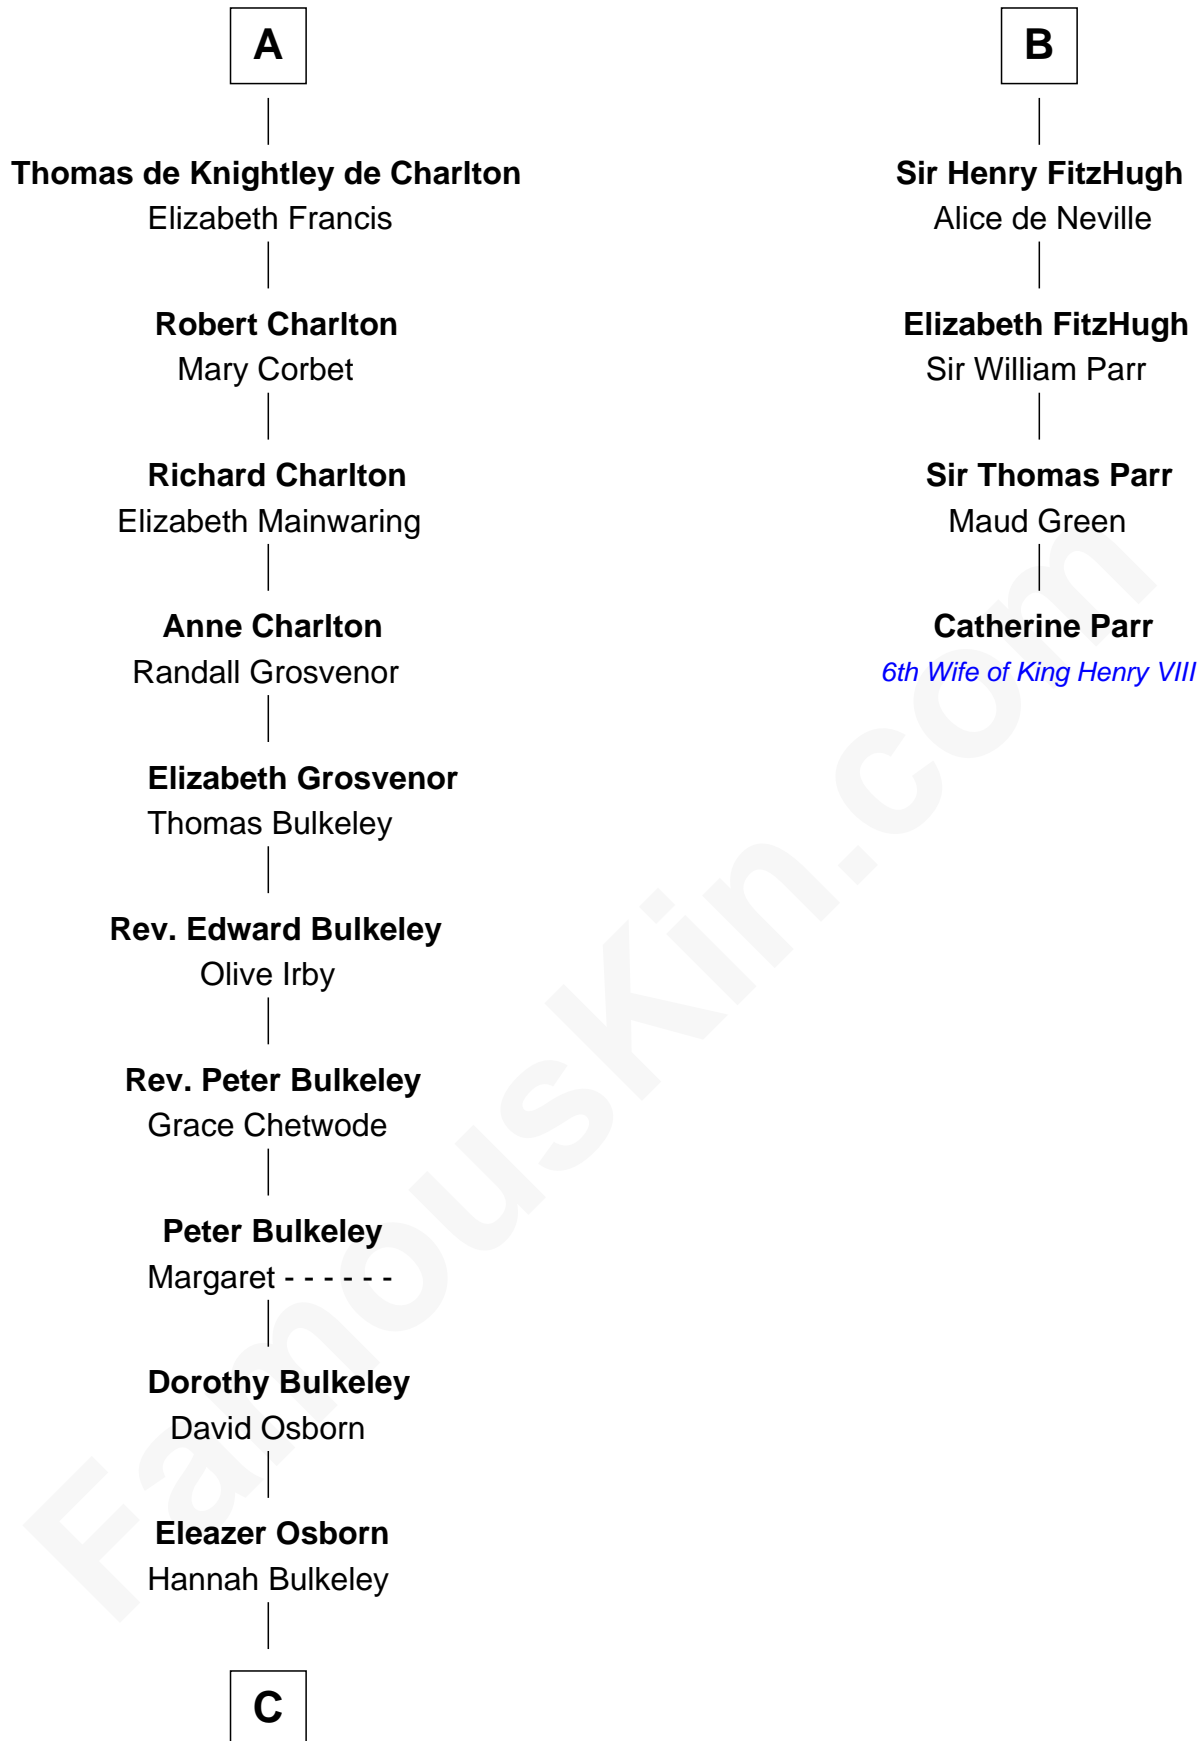 A
Thomas de Knightley de Charlton
Elizabeth Francis
Robert Charlton
Mary Corbet
Richard Charlton
Elizabeth Mainwaring
Anne Charlton
Randall Grosvenor
Elizabeth Grosvenor
Thomas Bulkeley
Rev. Edward Bulkeley
Olive Irby
Rev. Peter Bulkeley
Grace Chetwode
Peter Bulkeley
Margaret - - - - - -
Dorothy Bulkeley
David Osborn
Eleazer Osborn
Hannah Bulkeley
C
B
Sir Henry FitzHugh
Alice de Neville
Elizabeth FitzHugh
Sir William Parr
Sir Thomas Parr
Maud Green
Catherine Parr
6th Wife of King Henry VIII
FamousKin.com